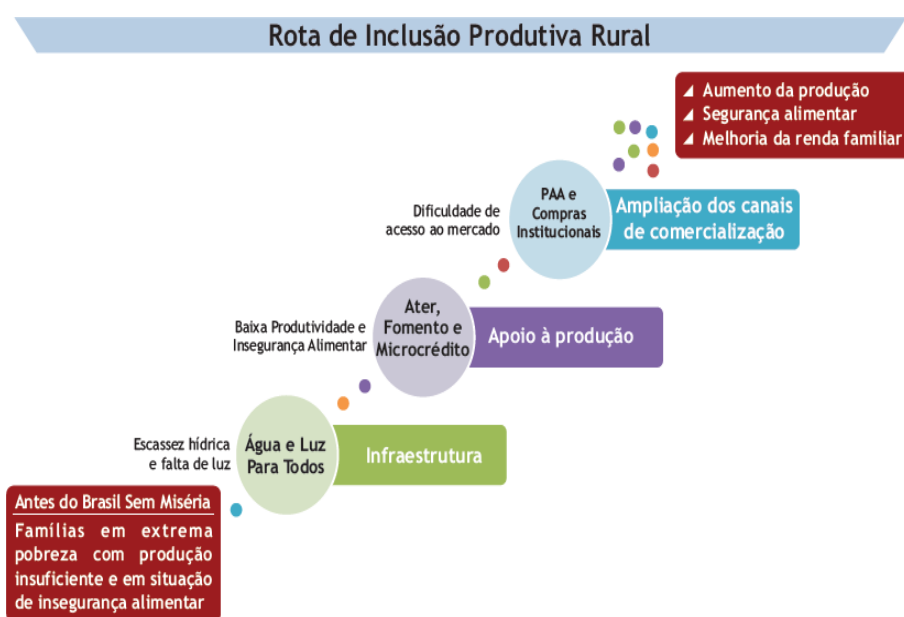 Rota de Inclusão Produtiva Rural
Aumento da produção
Segurança alimentar
Melhoria da renda familiar
Dificuldade de
acesso ao mercado
PAA e
Compras
Institucionais
Ampliação dos canais
de comercialização
Baixa Produtividade e
Insegurança Alimentar
Ater,
Fomento e
Microcrédito
Apoio à produção
Escassez hídrica
e falta de luz
Água e Luz
Para Todos
Infraestrutura
Antes do Brasil Sem Miséria
Famílias em extrema
pobreza com produção
insuficiente e em situação
de insegurança alimentar